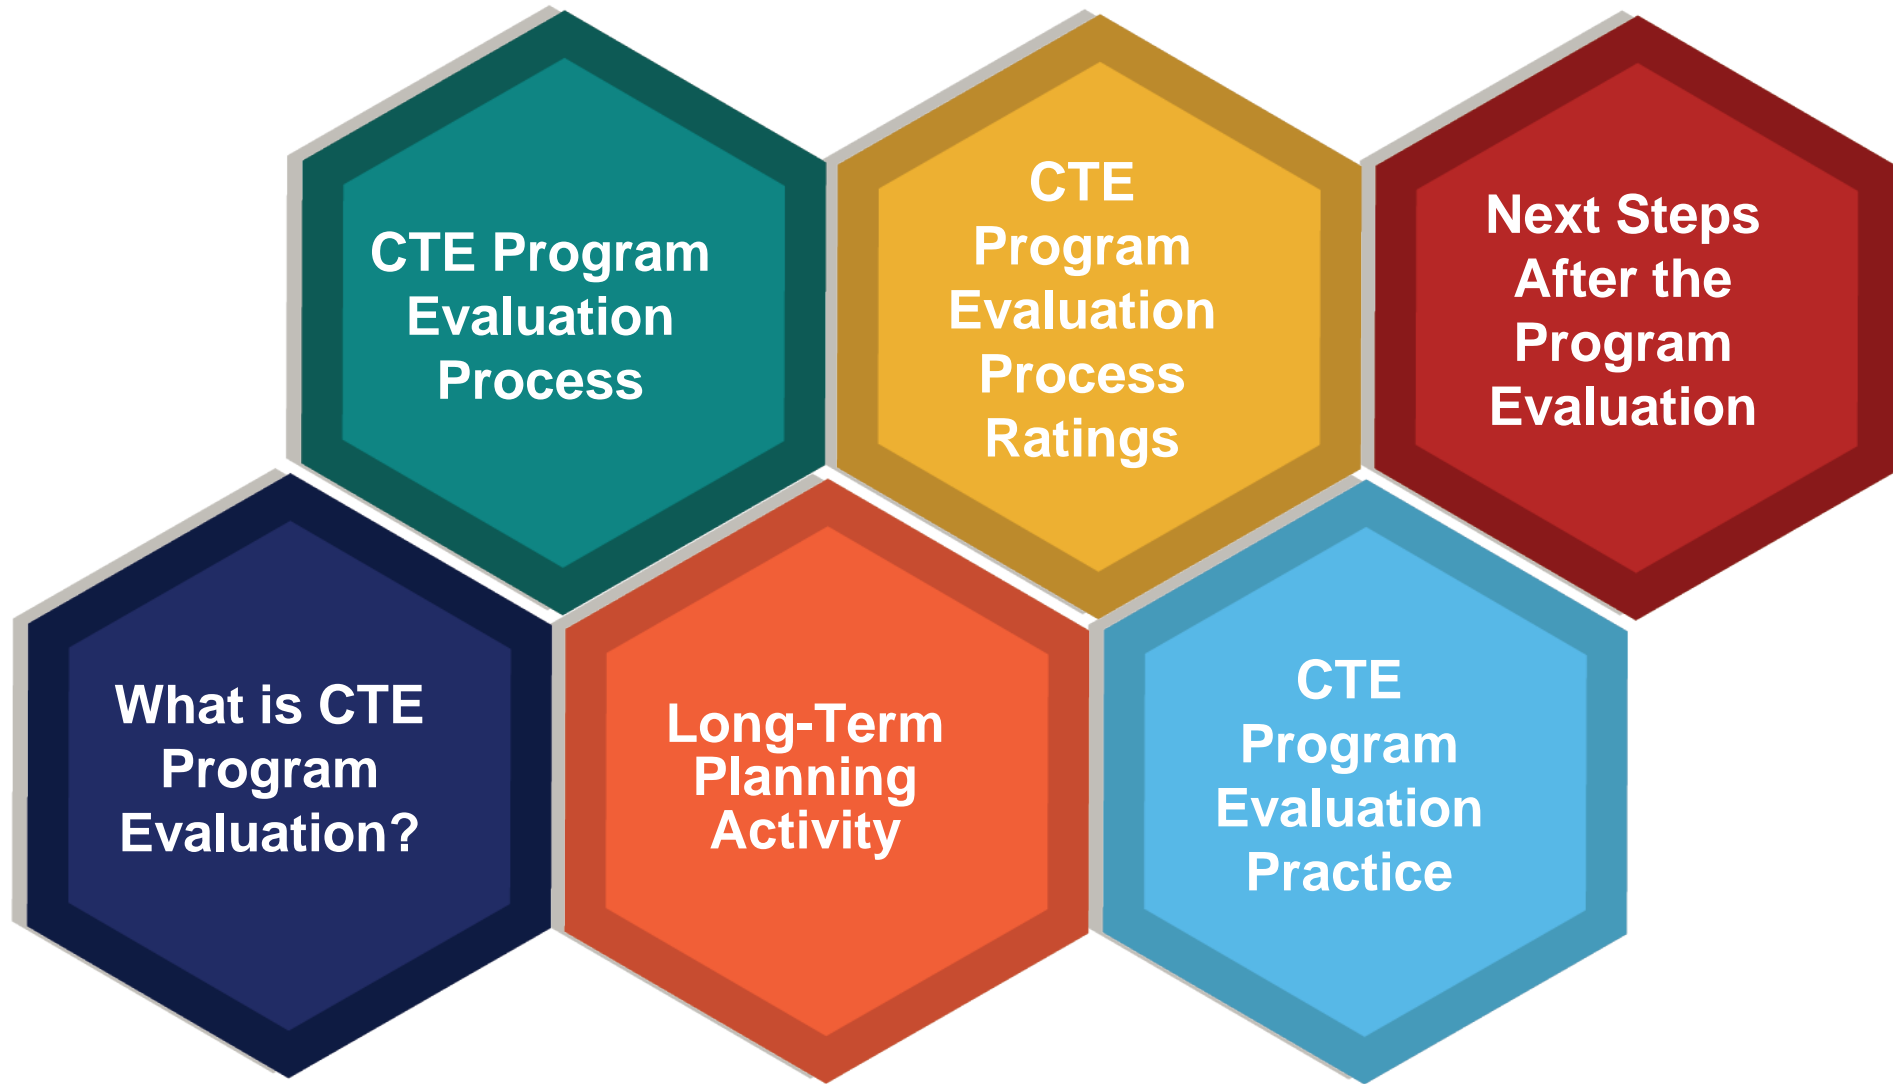 CTE Program
Evaluation
Process
CTE
Program
Evaluation
Process
Ratings
Next Steps
After the
Program
Evaluation
What is CTE
Program
Evaluation?
Long-Term
Planning
Activity
CTE
Program
Evaluation
Practice